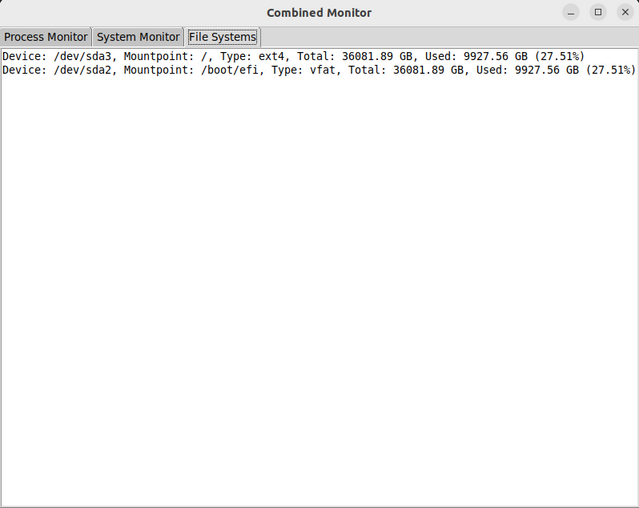 Combined Monitor
Process Monitor System Monitor File Systems
Device: /dev/sda3, Mountpoint: /, Type: ext4, Total: 36081.89 GB, Used: 9927.56 GB (27.51%)
Device: /dev/sda2, Mountpoint: /boot/efi, Type: vfat, Total: 36081.89 GB, Used: 9927.56 GB (27.51%)